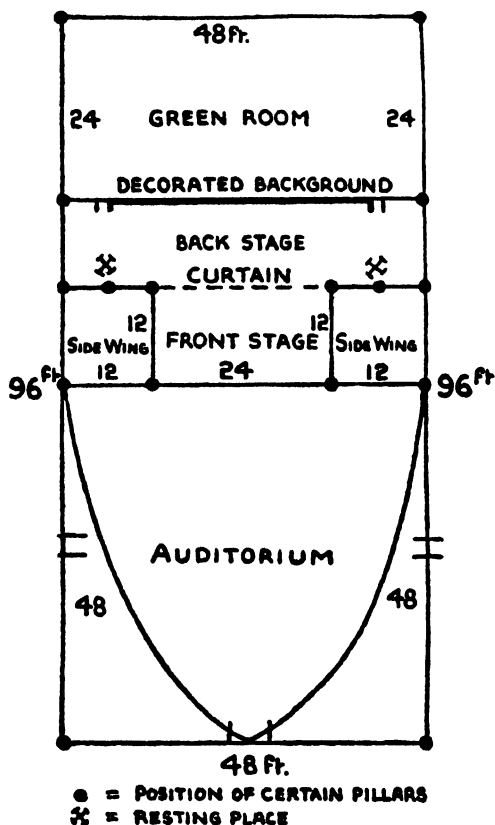 48 Ft.
24 GREEN ROOM 24
DECORATED BACKGROUND
BACK STAGE
CURTAIN
12 12
SIDE WING FRONT STAGE SIDE WING
12 24 12
96 Ft 96 Ft
AUDITORIUM
48 48
48 Ft.
= POSITION OF CERTAIN PILLARS
= RESTING PLACE